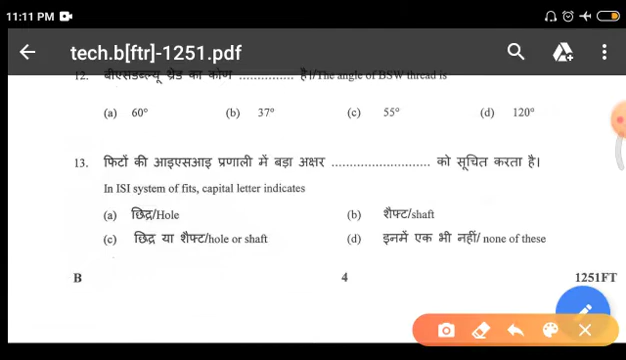 11:11 PM
tech.b[ftr]-1251.pdf
12. बीएसडब्ल्यू थ्रेड का कोण ............... है।/The angle of BSW thread is
(a) 60° (b) 37° (c) 55° (d) 120°
13. फिटों की आइएसआइ प्रणाली में बड़ा अक्षर ........................... को सूचित करता है।
In ISI system of fits, capital letter indicates
(a) छिद्र/Hole (b) शैफ्ट/shaft
(c) छिद्र या शैफ्ट/hole or shaft (d) इनमें एक भी नहीं/ none of these
B 4 1251FT